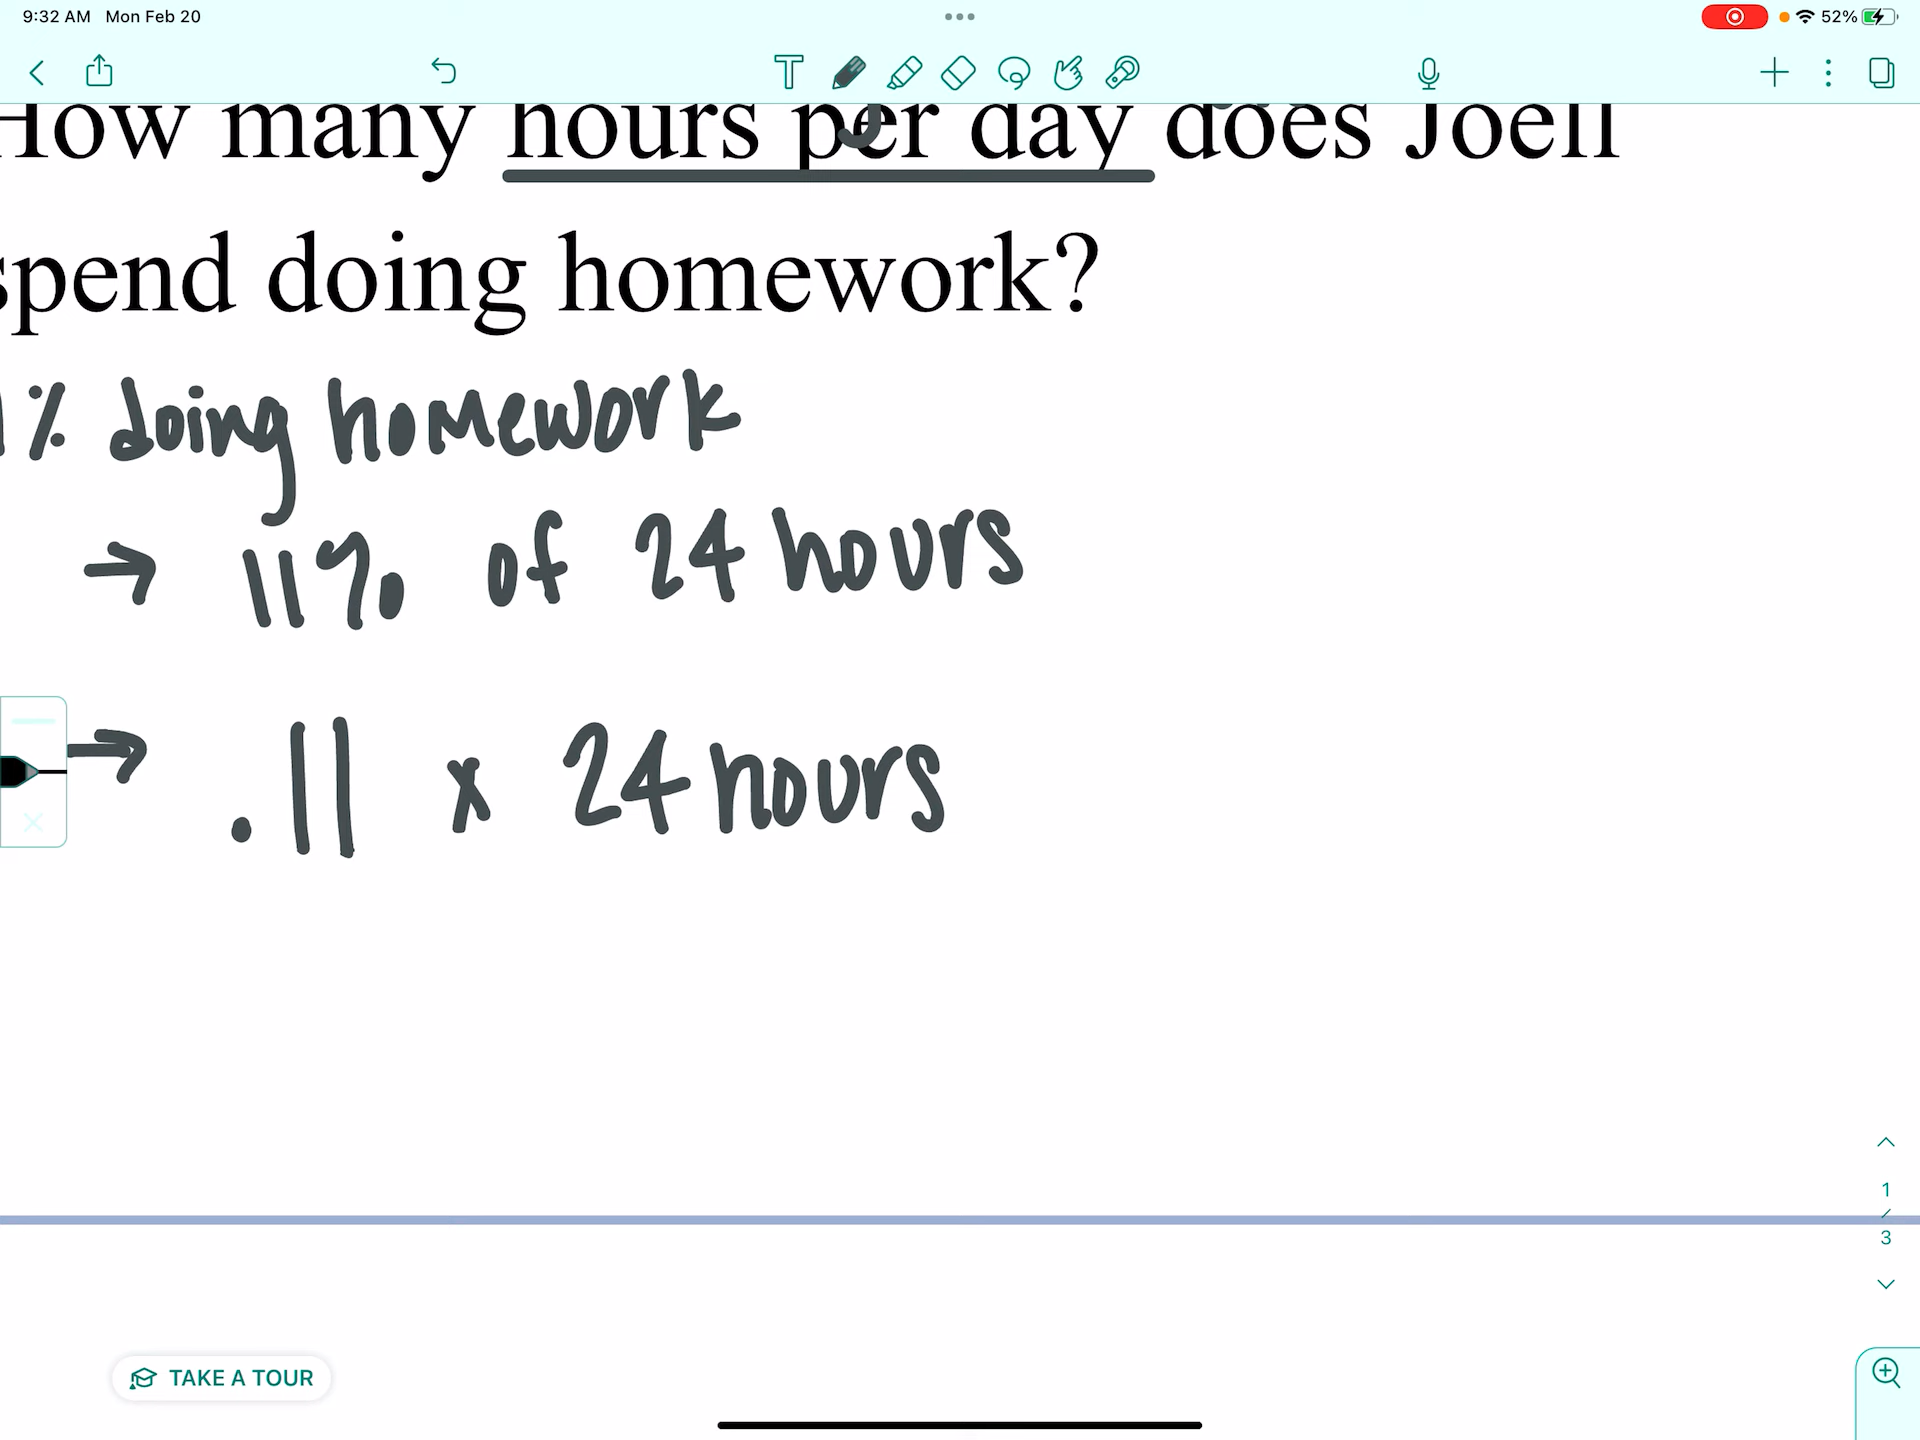 9:32 AM Mon Feb 20
52%
How many hours per day does Joell
spend doing homework?
1% doing homework
→ 11% of 24 hours
→ .11 x 24 hours
1
/
3
TAKE A TOUR